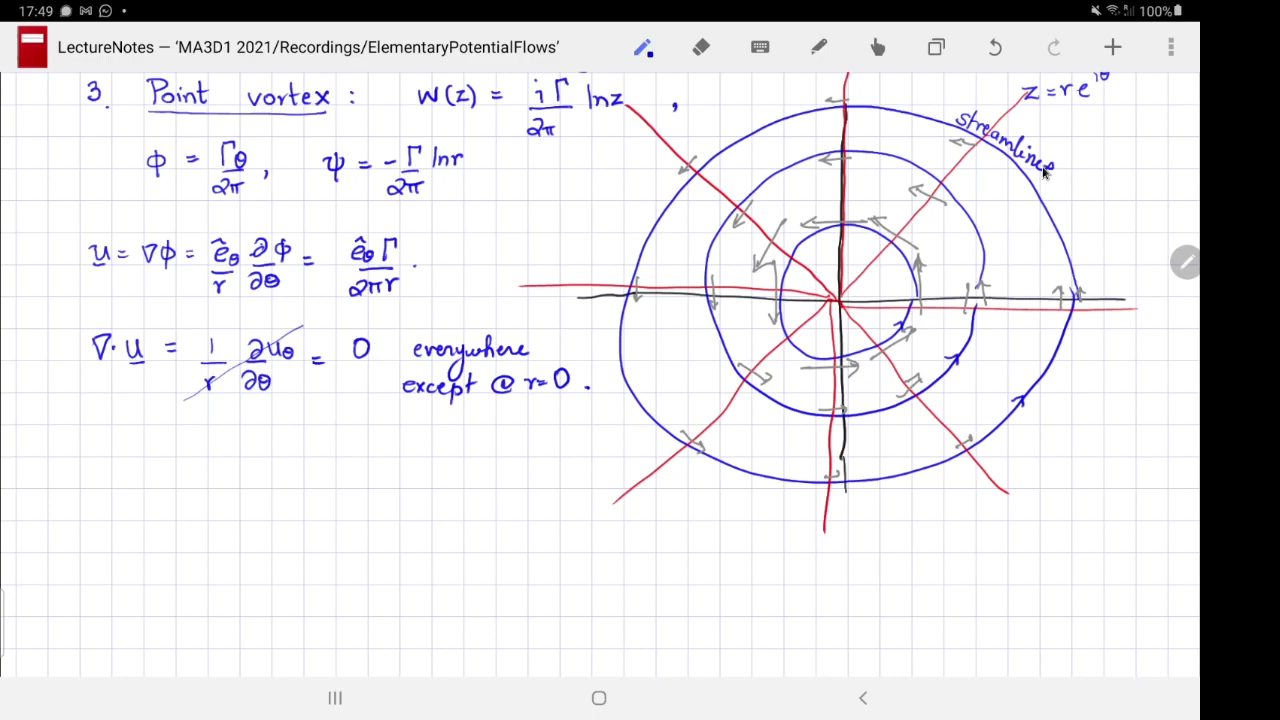 17:49
100%
LectureNotes — ‘MA3D1 2021/Recordings/ElementaryPotentialFlows’
3. Point vortex : W(z) = iΓ/2π ln z ,
z = re^iθ
streamlines
ϕ = Γθ/2π , ψ = -Γ/2π ln r
u = ∇ϕ = ê_θ/r ∂ϕ/∂θ = ê_θ Γ/2πr .
∇ · u = 1/r ∂u_θ/∂θ = 0 everywhere
except @ r=0 .